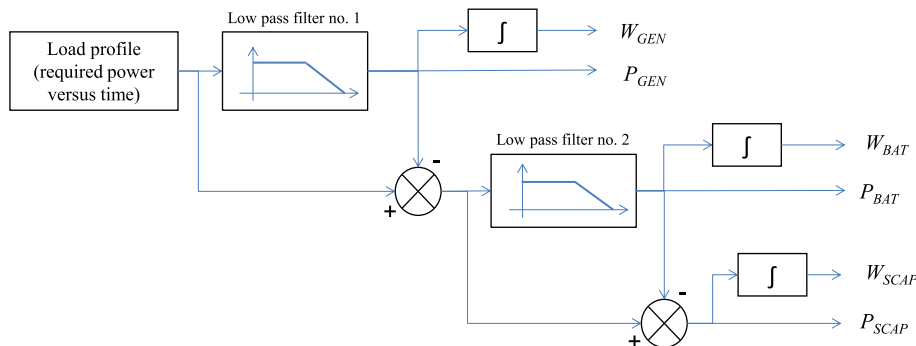 Low pass filter no. 1
Load profile
(required power
versus time)
∫
W_GEN
P_GEN
-
+
Low pass filter no. 2
∫
W_BAT
P_BAT
∫
W_SCAP
-
+
P_SCAP